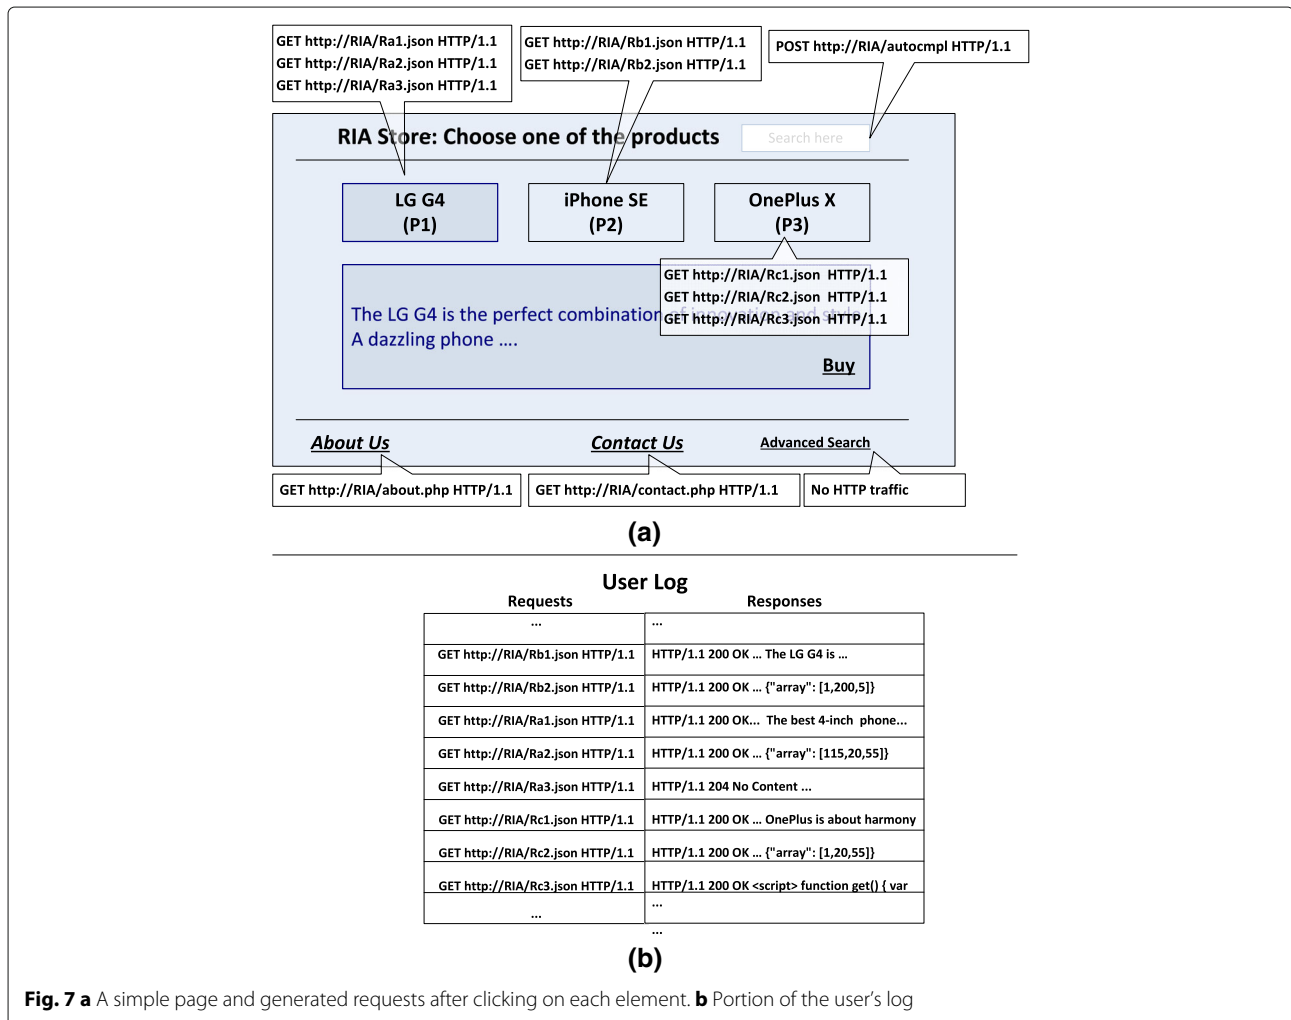 GET http://RIA/Ra1.json HTTP/1.1
GET http://RIA/Ra2.json HTTP/1.1
GET http://RIA/Ra3.json HTTP/1.1
GET http://RIA/Rb1.json HTTP/1.1
GET http://RIA/Rb2.json HTTP/1.1
POST http://RIA/autocmpl HTTP/1.1
RIA Store: Choose one of the products
Search here
LG G4
(P1)
iPhone SE
(P2)
OnePlus X
(P3)
GET http://RIA/Rc1.json HTTP/1.1
GET http://RIA/Rc2.json HTTP/1.1
GET http://RIA/Rc3.json HTTP/1.1
The LG G4 is the perfect combination of innovation and style
A dazzling phone ....
Buy
About Us
Contact Us
Advanced Search
GET http://RIA/about.php HTTP/1.1
GET http://RIA/contact.php HTTP/1.1
No HTTP traffic
(a)
User Log
Requests Responses
... ...
GET http://RIA/Rb1.json HTTP/1.1 HTTP/1.1 200 OK ... The LG G4 is ...
GET http://RIA/Rb2.json HTTP/1.1 HTTP/1.1 200 OK ... {"array": [1,200,5]}
GET http://RIA/Ra1.json HTTP/1.1 HTTP/1.1 200 OK... The best 4-inch phone...
GET http://RIA/Ra2.json HTTP/1.1 HTTP/1.1 200 OK ... {"array": [115,20,55]}
GET http://RIA/Ra3.json HTTP/1.1 HTTP/1.1 204 No Content ...
GET http://RIA/Rc1.json HTTP/1.1 HTTP/1.1 200 OK ... OnePlus is about harmony
GET http://RIA/Rc2.json HTTP/1.1 HTTP/1.1 200 OK ... {"array": [1,20,55]}
GET http://RIA/Rc3.json HTTP/1.1 HTTP/1.1 200 OK <script> function get() { var
... ...
...
(b)
Fig. 7 a A simple page and generated requests after clicking on each element. b Portion of the user's log